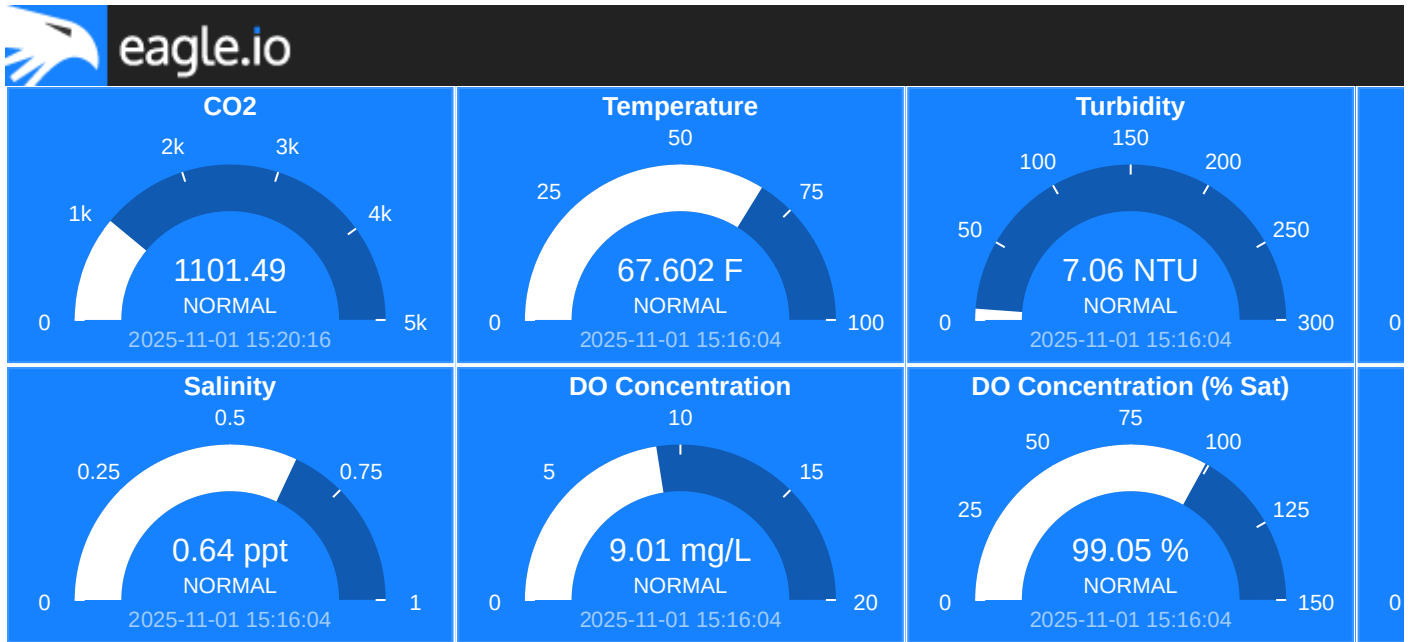 eagle.io
CO2
0
1k
2k
3k
4k
5k
1101.49
NORMAL
2025-11-01 15:20:16
Temperature
0
25
50
75
100
67.602 F
NORMAL
2025-11-01 15:16:04
Turbidity
0
50
100
150
200
250
300
7.06 NTU
NORMAL
2025-11-01 15:16:04
0
Salinity
0
0.25
0.5
0.75
1
0.64 ppt
NORMAL
2025-11-01 15:16:04
DO Concentration
0
5
10
15
20
9.01 mg/L
NORMAL
2025-11-01 15:16:04
DO Concentration (% Sat)
0
25
50
75
100
125
150
99.05 %
NORMAL
2025-11-01 15:16:04
0